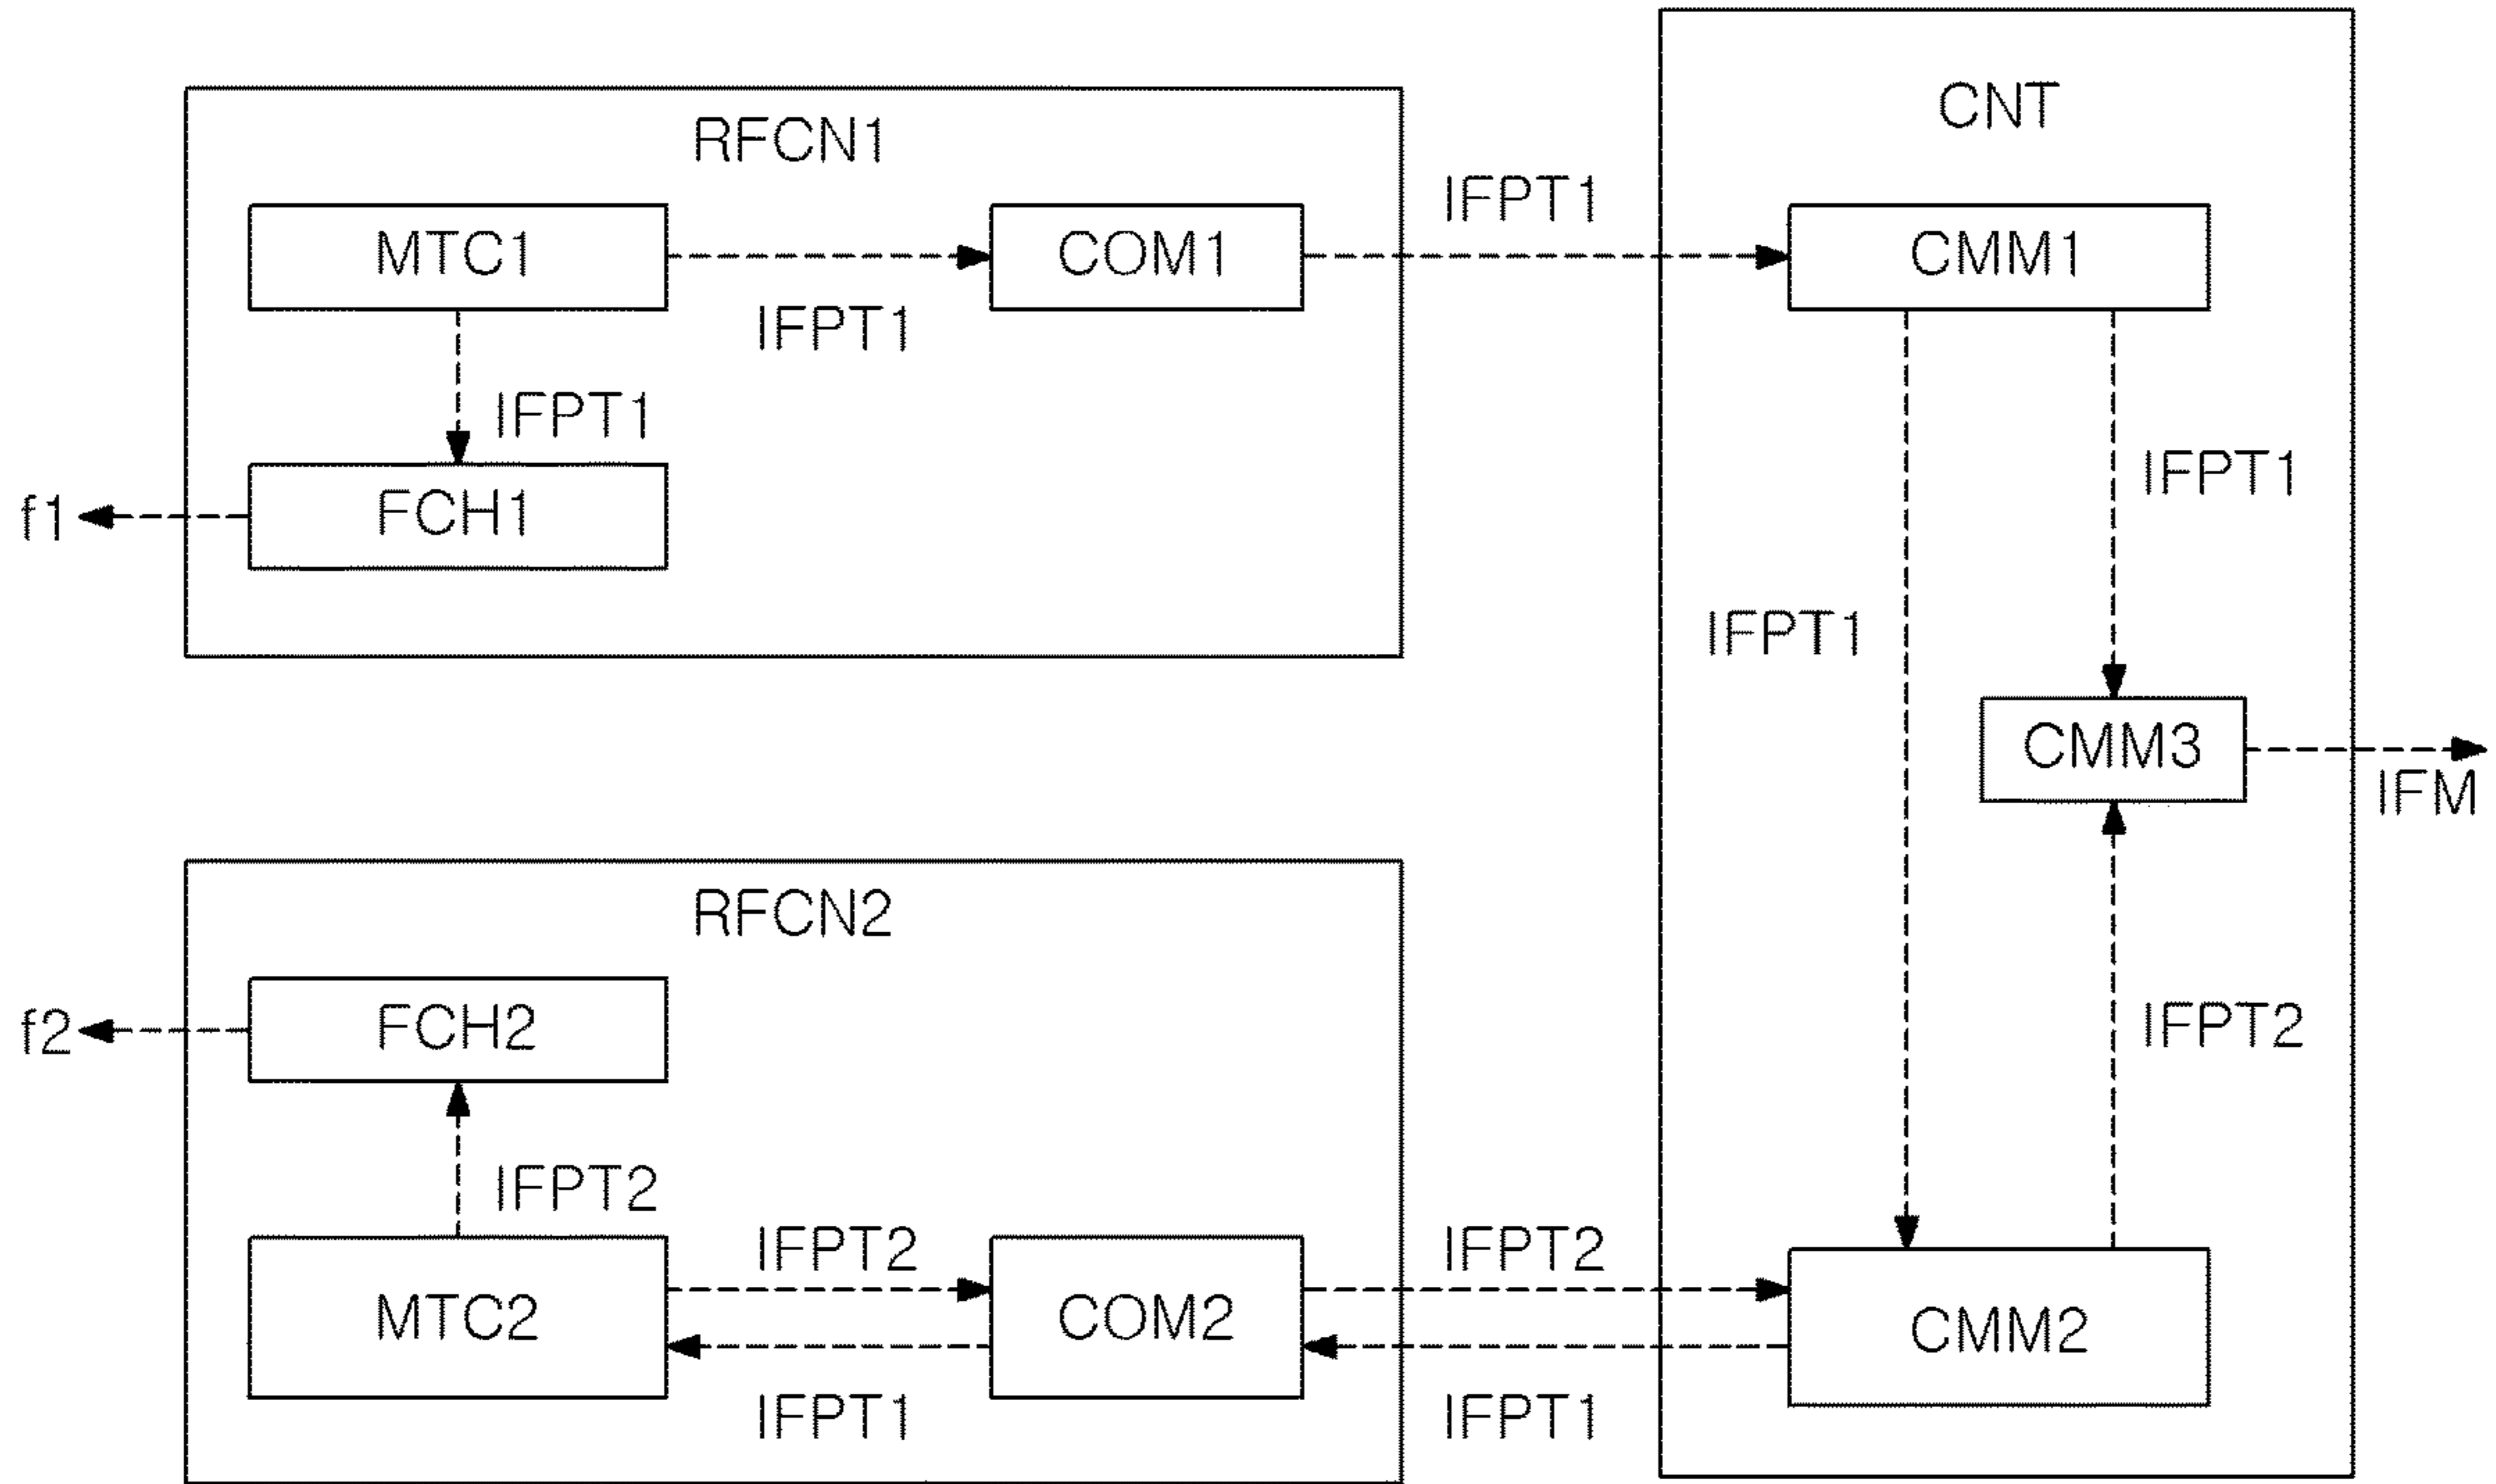 CNT
RFCN1
IFPT1
MTC1
COM1
CMM1
IFPT1
IFPT1
IFPT1
f1
FCH1
IFPT1
CMM3
IFM
RFCN2
f2
FCH2
IFPT2
IFPT2
IFPT2
IFPT2
MTC2
COM2
CMM2
IFPT1
IFPT1